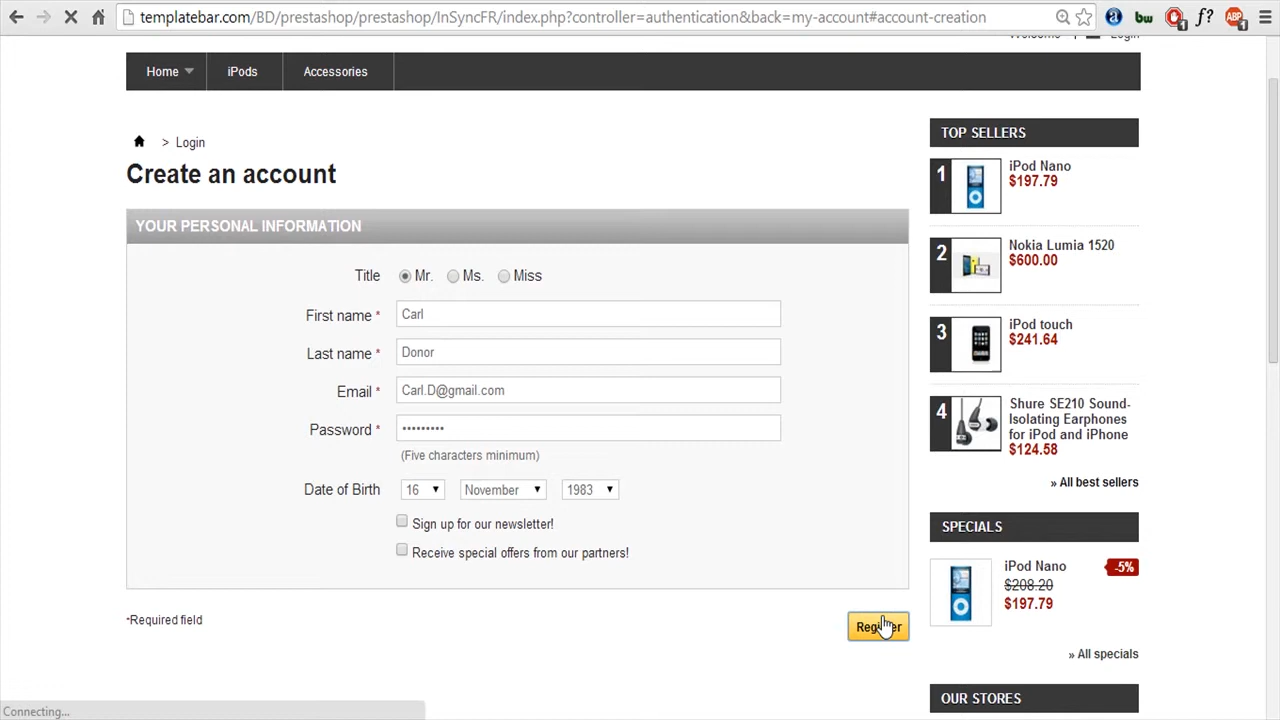 templatebar.com/BD/prestashop/prestashop/InSyncFR/index.php?controller=authentication&back=my-account#account-creation
Welcome Login
Home iPods Accessories
> Login
Create an account
YOUR PERSONAL INFORMATION
Title Mr. Ms. Miss
First name * Carl
Last name * Donor
Email * Carl.D@gmail.com
Password * •••••••••
(Five characters minimum)
Date of Birth 16 November 1983
Sign up for our newsletter!
Receive special offers from our partners!
*Required field
Register
TOP SELLERS
1 iPod Nano
$197.79
2 Nokia Lumia 1520
$600.00
3 iPod touch
$241.64
4 Shure SE210 Sound-
Isolating Earphones
for iPod and iPhone
$124.58
» All best sellers
SPECIALS
iPod Nano -5%
$208.20
$197.79
» All specials
OUR STORES
Connecting...